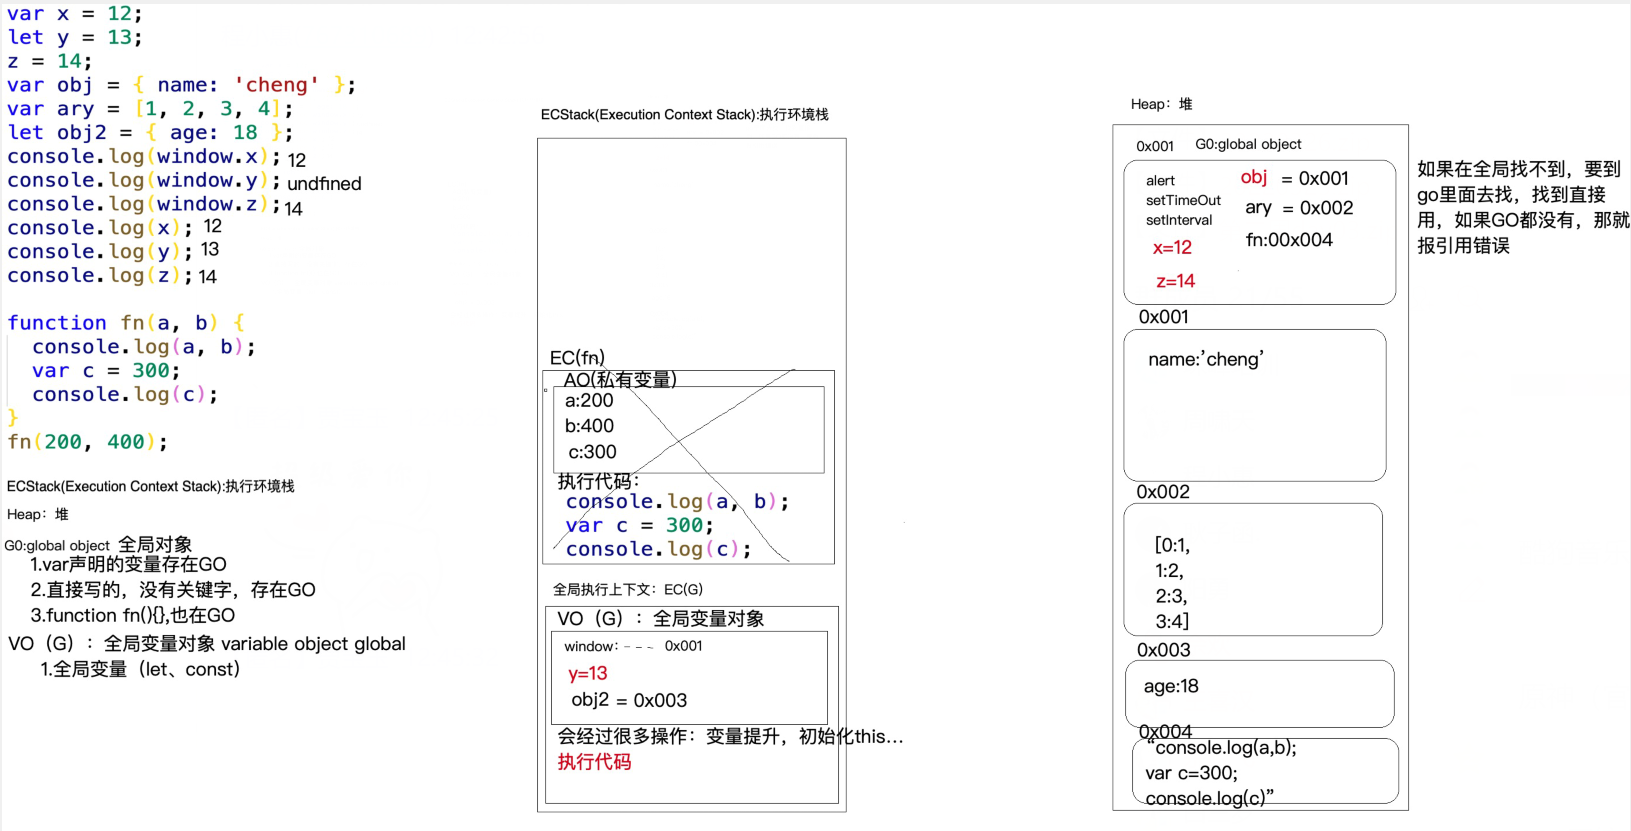 var x = 12;
let y = 13;
z = 14;
var obj = { name: 'cheng' };
var ary = [1, 2, 3, 4];
let obj2 = { age: 18 };
console.log(window.x); 12
console.log(window.y); undfined
console.log(window.z); 14
console.log(x); 12
console.log(y); 13
console.log(z); 14
function fn(a, b) {
console.log(a, b);
var c = 300;
console.log(c);
}
fn(200, 400);
ECStack(Execution Context Stack):执行环境栈
Heap：堆
G0:global object 全局对象
1.var声明的变量存在GO
2.直接写的，没有关键字，存在GO
3.function fn(){},也在GO
VO（G）：全局变量对象 variable object global
1.全局变量（let、const）
ECStack(Execution Context Stack):执行环境栈
EC(fn)
AO(私有变量)
a:200
b:400
c:300
执行代码：
console.log(a, b);
var c = 300;
console.log(c);
全局执行上下文：EC(G)
VO（G）：全局变量对象
window: 0x001
y=13
obj2 = 0x003
会经过很多操作：变量提升，初始化this...
执行代码
Heap：堆
0x001 G0:global object
alert
setTimeOut
setInterval
x=12
z=14
obj = 0x001
ary = 0x002
fn:00x004
0x001
name:'cheng'
0x002
[0:1,
1:2,
2:3,
3:4]
0x003
age:18
0x004
“console.log(a,b);
var c=300;
console.log(c)”
如果在全局找不到，要到
go里面去找，找到直接
用，如果GO都没有，那就
报引用错误